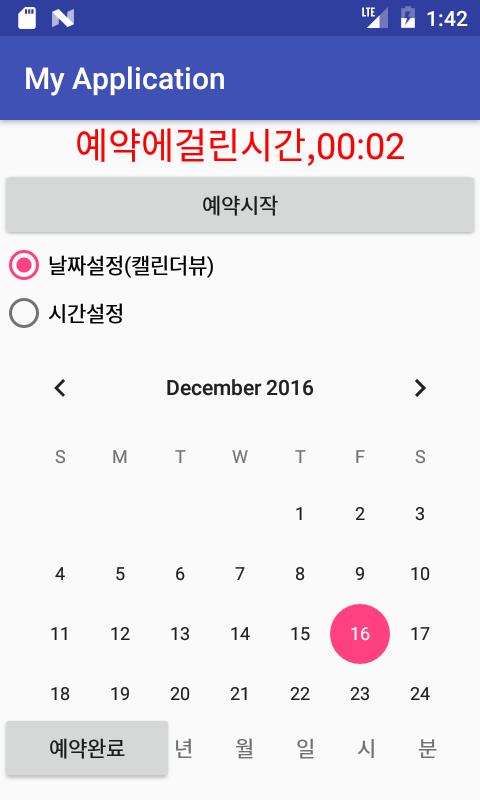 LTE 1:42
My Application
예약에걸린시간,00:02
예약시작
날짜설정(캘린더뷰)
시간설정
December 2016
S M T W T F S
1 2 3
4 5 6 7 8 9 10
11 12 13 14 15 16 17
18 19 20 21 22 23 24
예약완료 년 월 일 시 분